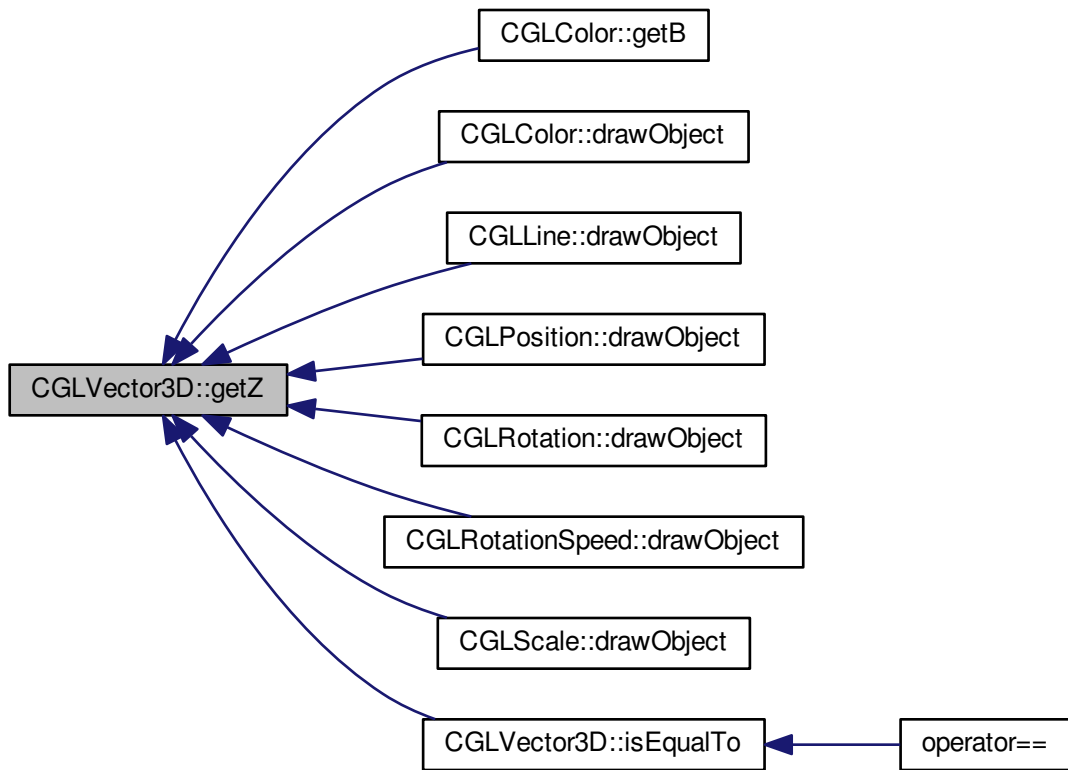 CGLColor::getB
CGLColor::drawObject
CGLLine::drawObject
CGLPosition::drawObject
CGLVector3D::getZ
CGLRotation::drawObject
CGLRotationSpeed::drawObject
CGLScale::drawObject
CGLVector3D::isEqualTo
operator==